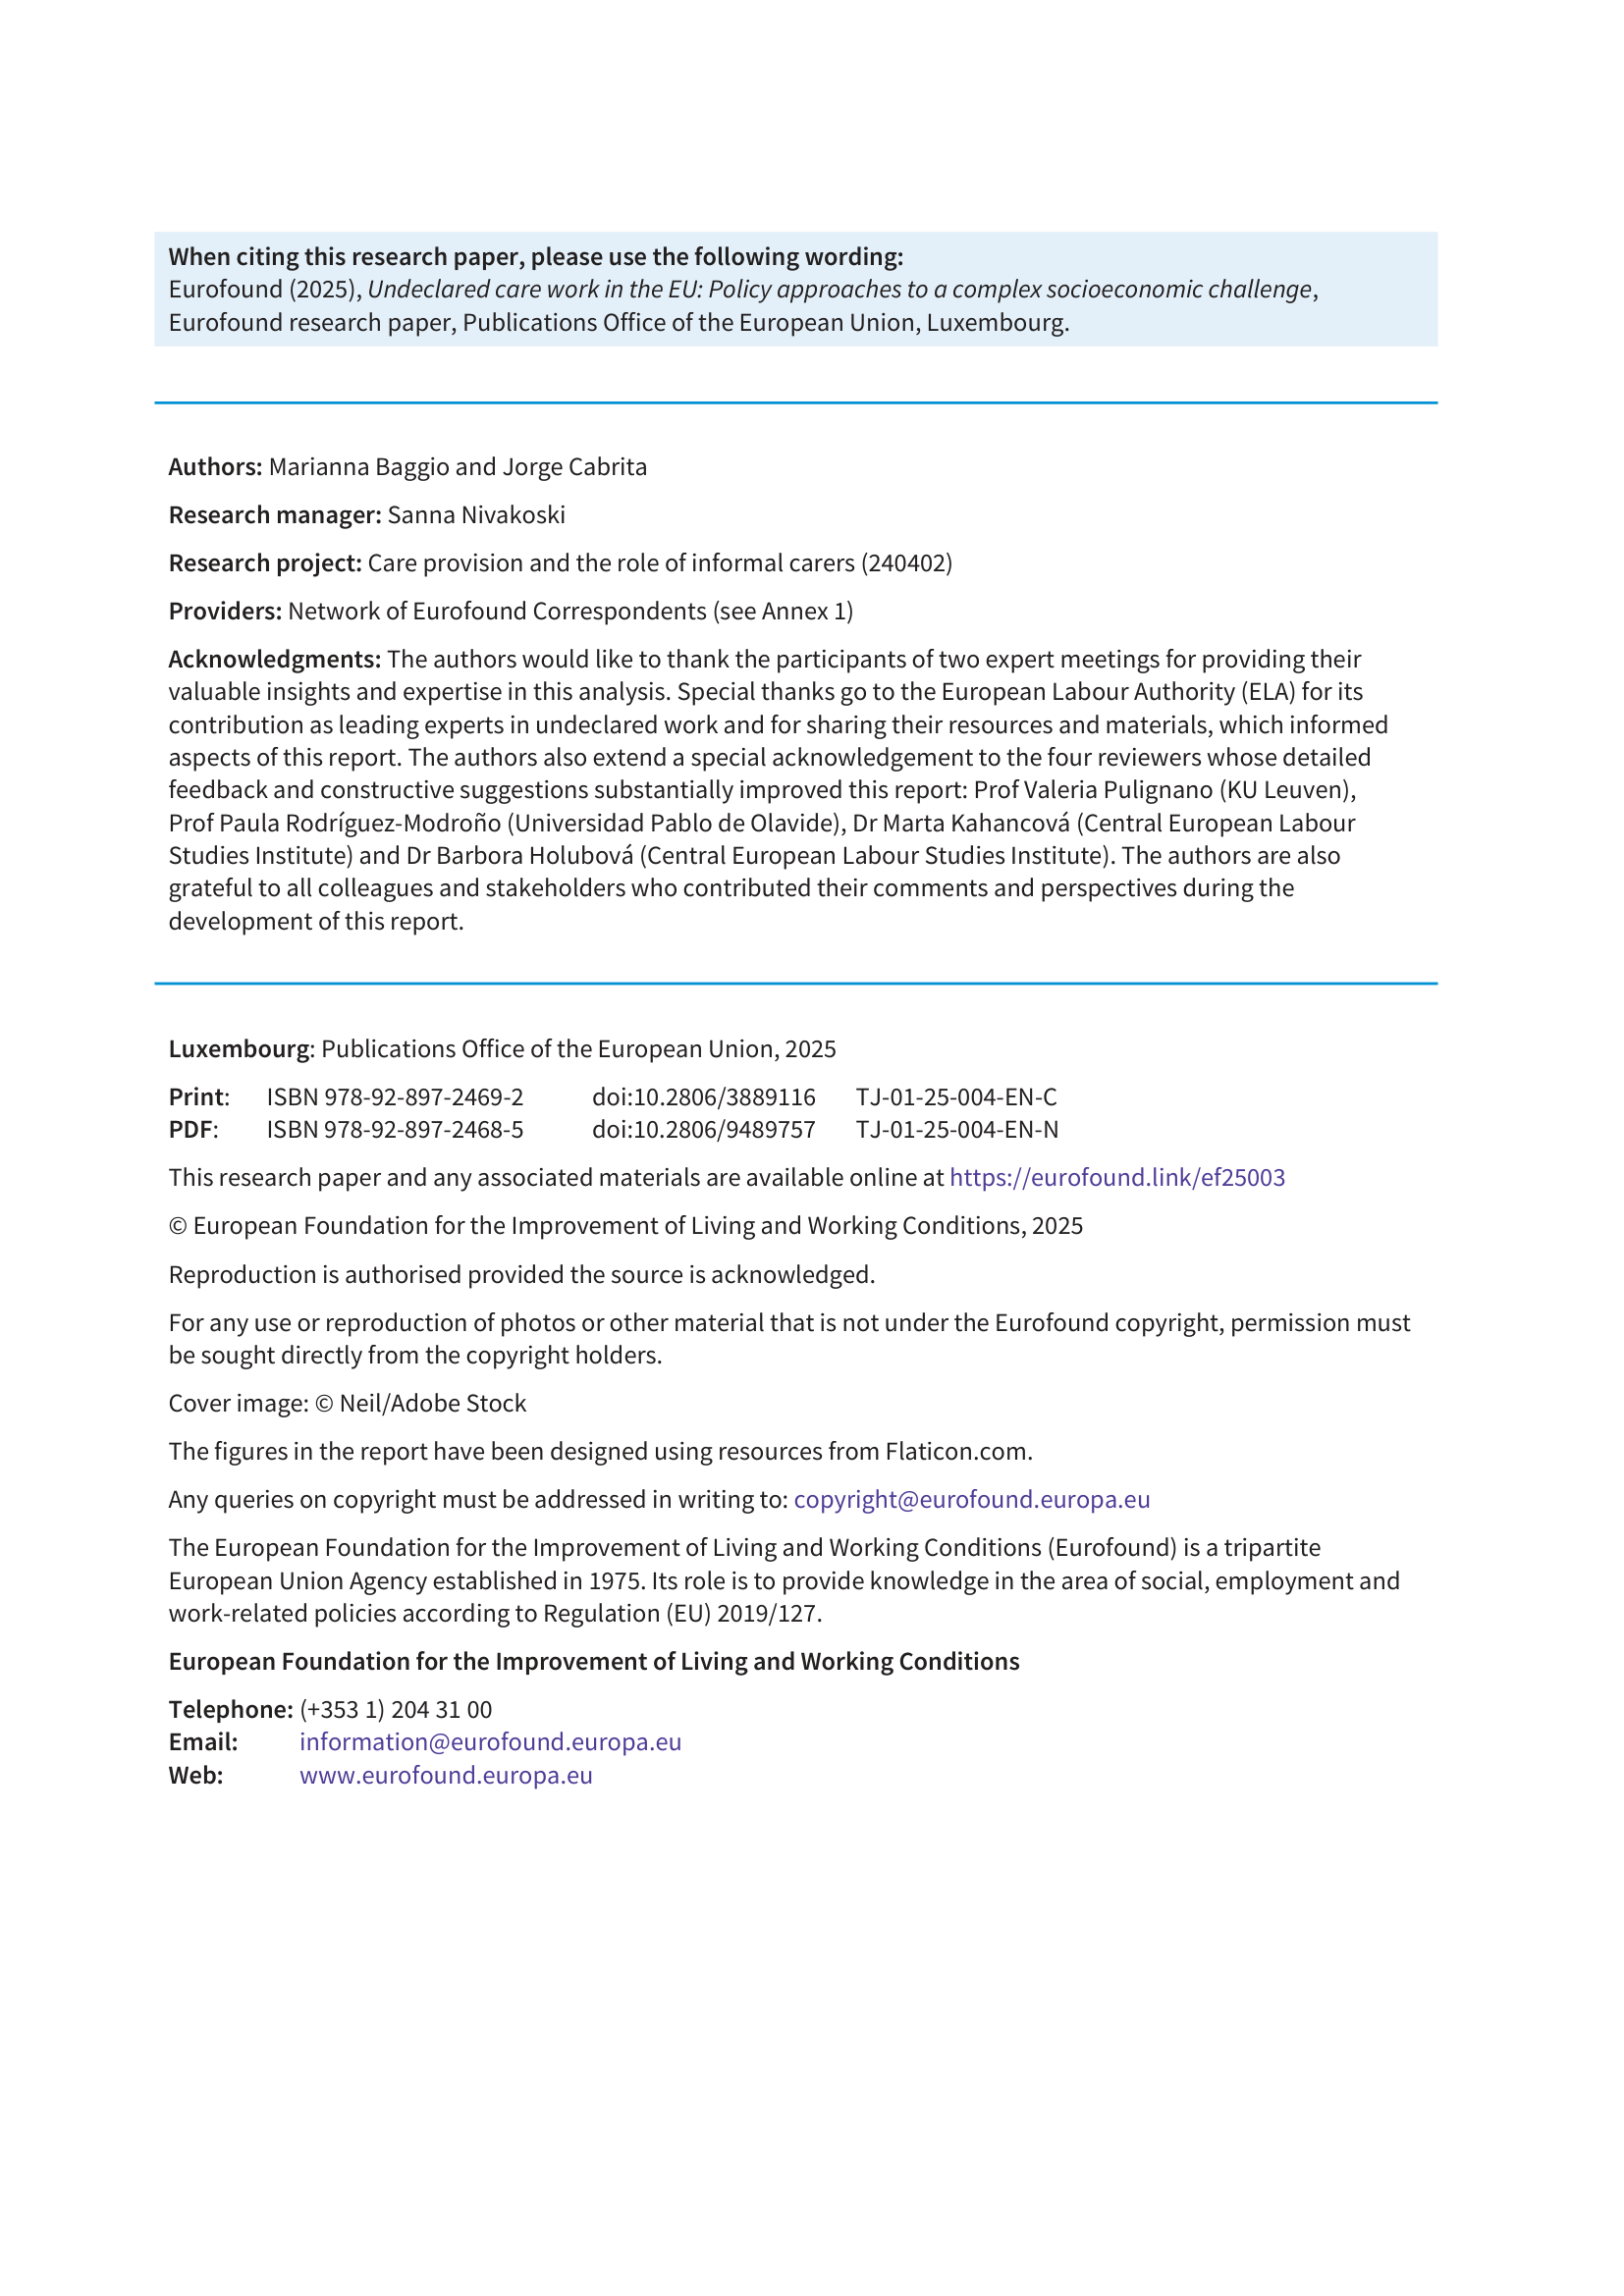 When citing this research paper, please use the following wording:
Eurofound (2025), Undeclared care work in the EU: Policy approaches to a complex socioeconomic challenge,
Eurofound research paper, Publications Office of the European Union, Luxembourg.
Authors: Marianna Baggio and Jorge Cabrita
Research manager: Sanna Nivakoski
Research project: Care provision and the role of informal carers (240402)
Providers: Network of Eurofound Correspondents (see Annex 1)
Acknowledgments: The authors would like to thank the participants of two expert meetings for providing their
valuable insights and expertise in this analysis. Special thanks go to the European Labour Authority (ELA) for its
contribution as leading experts in undeclared work and for sharing their resources and materials, which informed
aspects of this report. The authors also extend a special acknowledgement to the four reviewers whose detailed
feedback and constructive suggestions substantially improved this report: Prof Valeria Pulignano (KU Leuven),
Prof Paula Rodríguez-Modroño (Universidad Pablo de Olavide), Dr Marta Kahancová (Central European Labour
Studies Institute) and Dr Barbora Holubová (Central European Labour Studies Institute). The authors are also
grateful to all colleagues and stakeholders who contributed their comments and perspectives during the
development of this report.
Luxembourg: Publications Office of the European Union, 2025
Print: ISBN 978-92-897-2469-2 doi:10.2806/3889116 TJ-01-25-004-EN-C
PDF: ISBN 978-92-897-2468-5 doi:10.2806/9489757 TJ-01-25-004-EN-N
This research paper and any associated materials are available online at https://eurofound.link/ef25003
© European Foundation for the Improvement of Living and Working Conditions, 2025
Reproduction is authorised provided the source is acknowledged.
For any use or reproduction of photos or other material that is not under the Eurofound copyright, permission must
be sought directly from the copyright holders.
Cover image: © Neil/Adobe Stock
The figures in the report have been designed using resources from Flaticon.com.
Any queries on copyright must be addressed in writing to: copyright@eurofound.europa.eu
The European Foundation for the Improvement of Living and Working Conditions (Eurofound) is a tripartite
European Union Agency established in 1975. Its role is to provide knowledge in the area of social, employment and
work-related policies according to Regulation (EU) 2019/127.
European Foundation for the Improvement of Living and Working Conditions
Telephone: (+353 1) 204 31 00
Email: information@eurofound.europa.eu
Web: www.eurofound.europa.eu